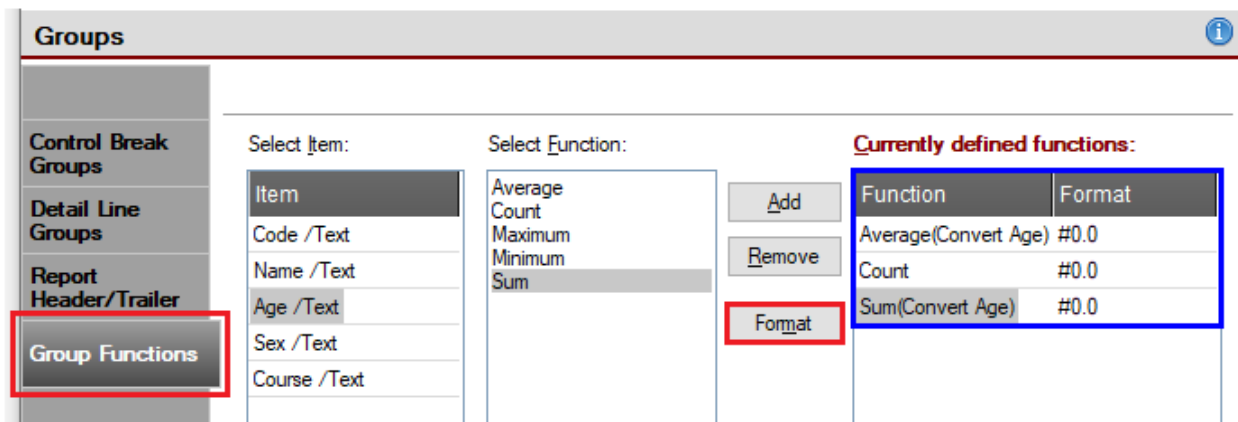 Groups
Control Break
Groups
Detail Line
Groups
Report
Header/Trailer
Group Functions
Select Item:
Item
Code /Text
Name /Text
Age /Text
Sex /Text
Course /Text
Select Function:
Average
Count
Maximum
Minimum
Sum
Add
Remove
Format
Currently defined functions:
Function Format
Average(Convert Age) #0.0
Count #0.0
Sum(Convert Age) #0.0